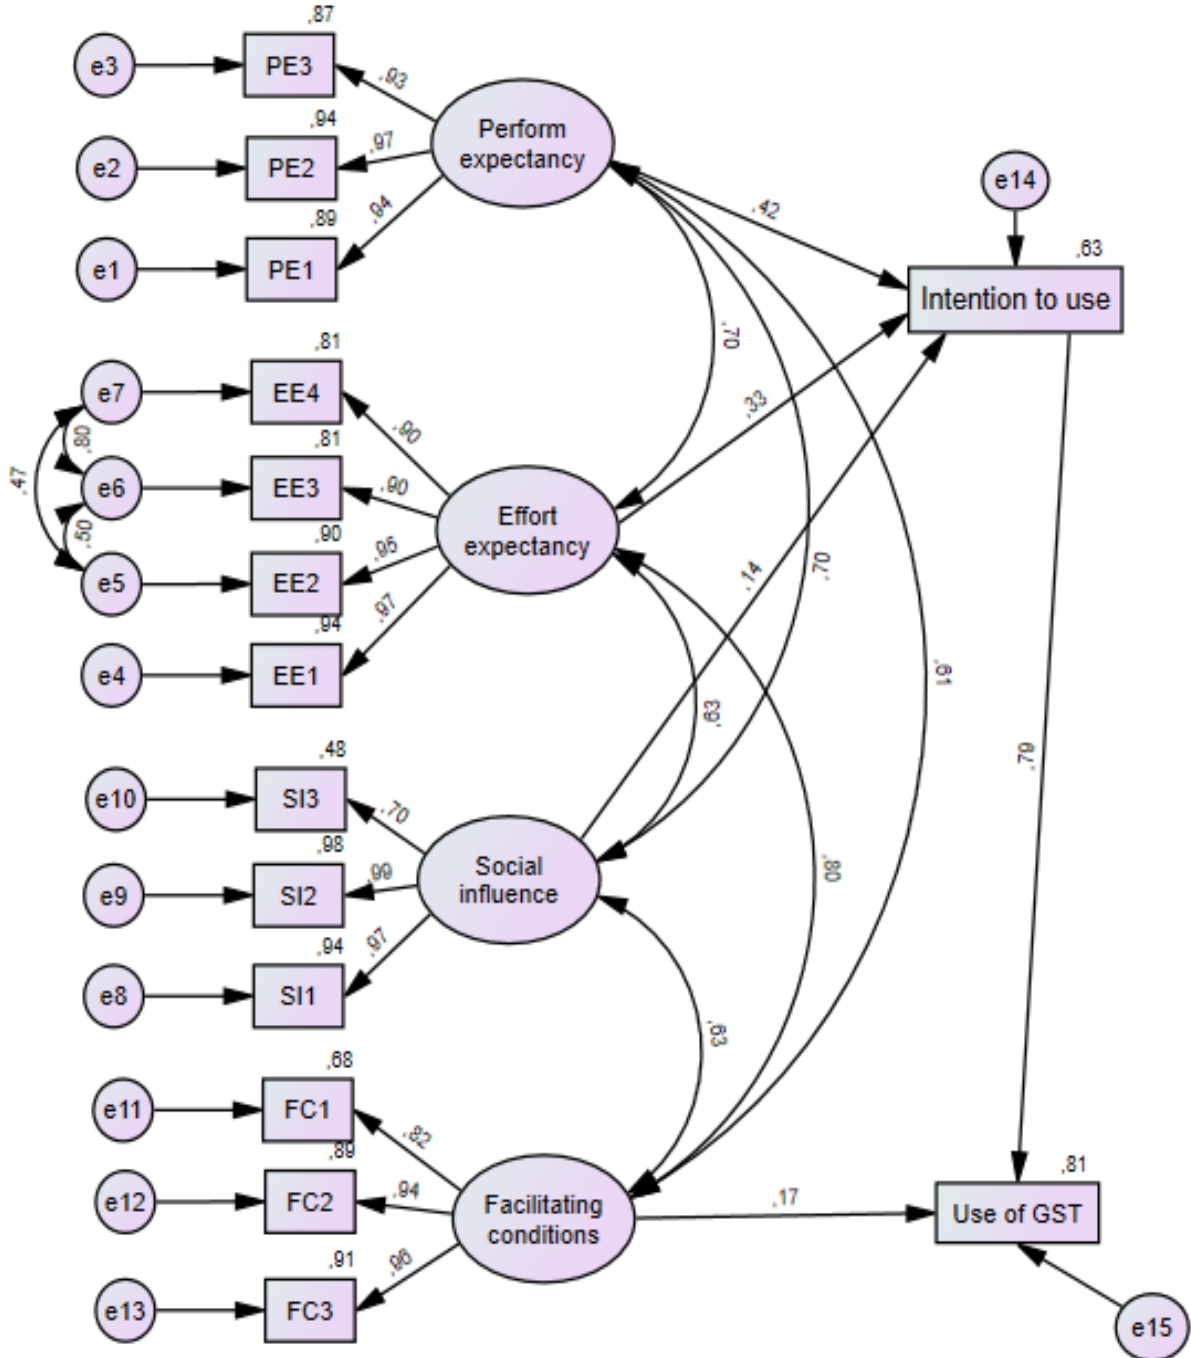 ,87
e3
PE3
,93
,94
e2
PE2
,97
,89
e1
PE1
,94
Perform
expectancy
e14
,42
,63
Intention to use
,70
,81
e7
EE4
,90
,80
,81
,47
e6
EE3
,90
,50
,90
e5
EE2
,95
,94
e4
EE1
,97
Effort
expectancy
,33
,14
,70
,61
,63
,79
,48
e10
SI3
,70
,98
e9
SI2
,99
,94
e8
SI1
,97
Social
influence
,80
,63
,68
e11
FC1
,82
,89
e12
FC2
,94
,91
e13
FC3
,96
Facilitating
conditions
,17
,81
Use of GST
e15